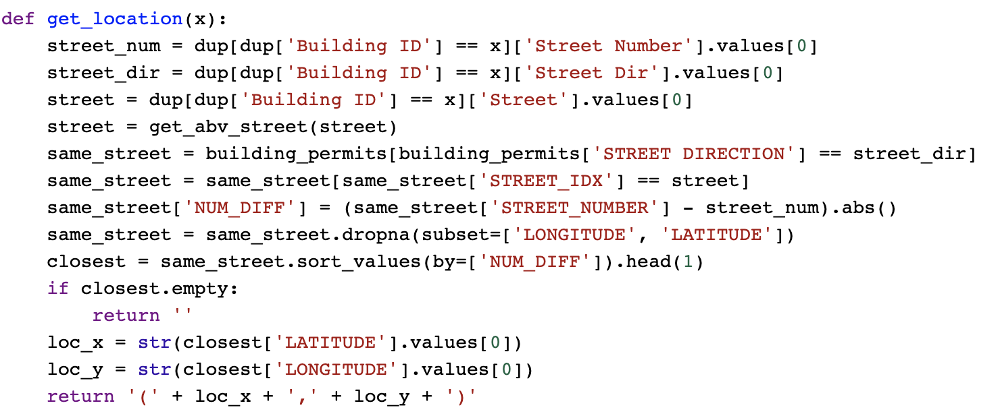 def get_location(x):
    street_num = dup[dup['Building ID'] == x]['Street Number'].values[0]
    street_dir = dup[dup['Building ID'] == x]['Street Dir'].values[0]
    street = dup[dup['Building ID'] == x]['Street'].values[0]
    street = get_abv_street(street)
    same_street = building_permits[building_permits['STREET DIRECTION'] == street_dir]
    same_street = same_street[same_street['STREET_IDX'] == street]
    same_street['NUM_DIFF'] = (same_street['STREET_NUMBER'] - street_num).abs()
    same_street = same_street.dropna(subset=['LONGITUDE', 'LATITUDE'])
    closest = same_street.sort_values(by=['NUM_DIFF']).head(1)
    if closest.empty:
        return ''
    loc_x = str(closest['LATITUDE'].values[0])
    loc_y = str(closest['LONGITUDE'].values[0])
    return '(' + loc_x + ',' + loc_y + ')'